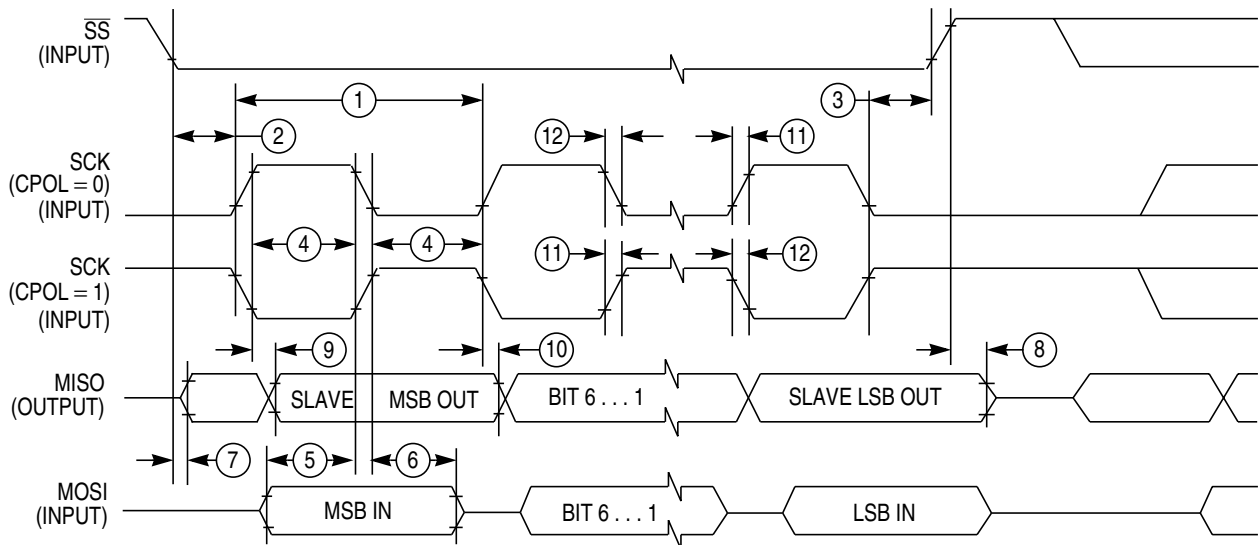 SS
(INPUT)
1
3
2
12
11
SCK
(CPOL = 0)
(INPUT)
4
4
11
12
SCK
(CPOL = 1)
(INPUT)
9
10
8
MISO
(OUTPUT)
SLAVE
MSB OUT
BIT 6 . . . 1
SLAVE LSB OUT
7
5
6
MOSI
(INPUT)
MSB IN
BIT 6 . . . 1
LSB IN